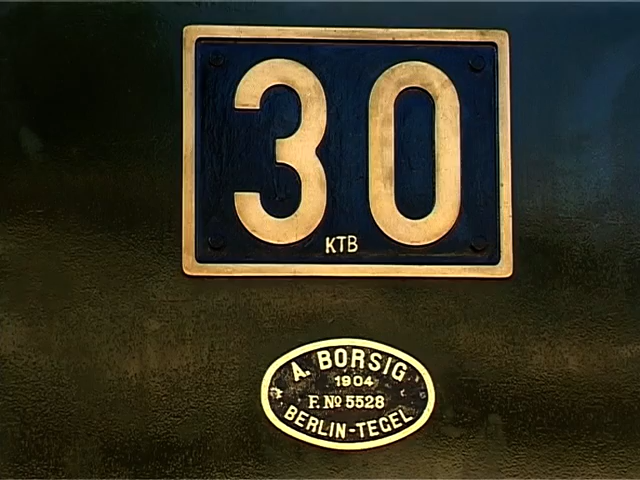 30
KTB
A. BORSIG
1904
F. No 5528
BERLIN-TEGEL